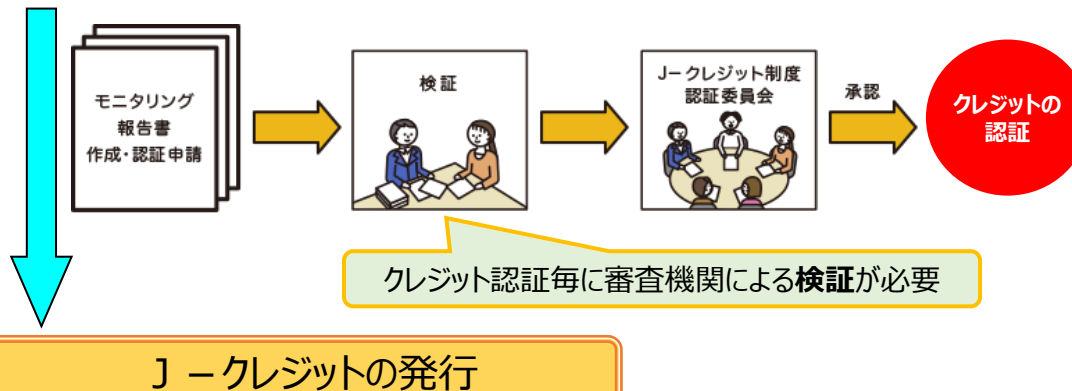 モニタリング
報告書
作成・認証申請
検証
J−クレジット制度
認証委員会
承認
クレジットの
認証
クレジット認証毎に審査機関による検証が必要
J－クレジットの発行